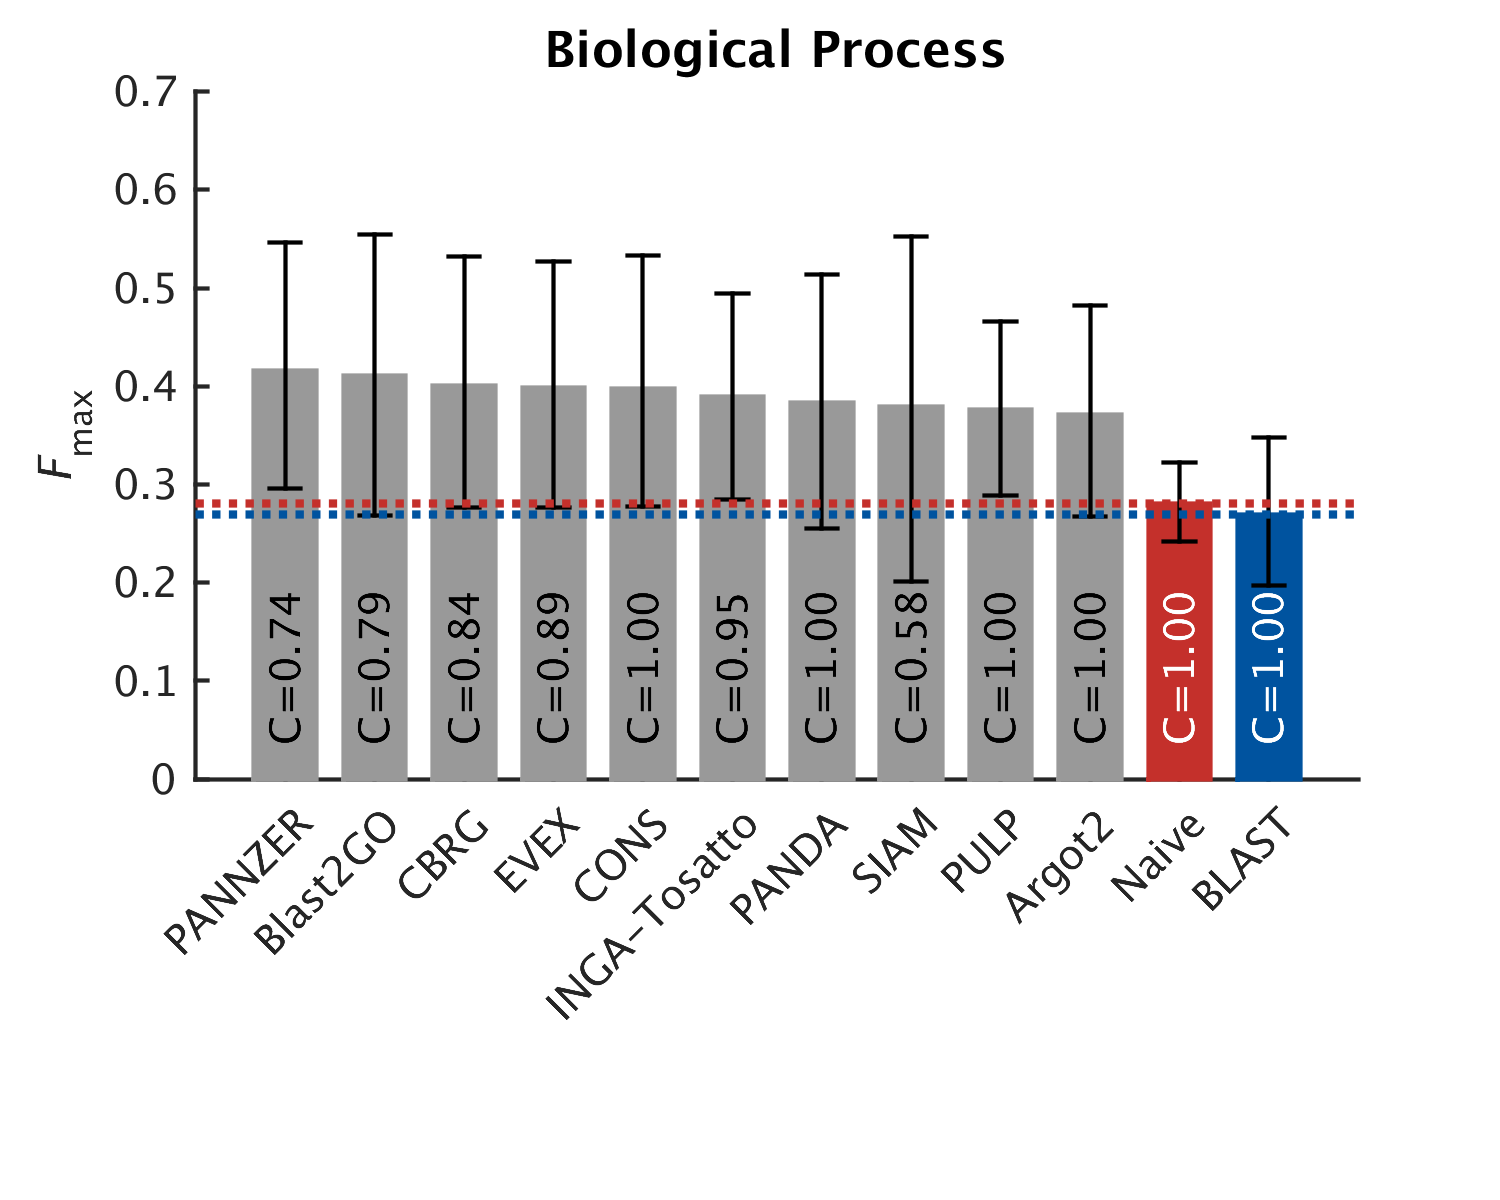 Biological Process
0.7
0.6
0.5
0.4
0.3
0.2
0.1
0
Fmax
C=0.74
C=0.79
C=0.84
C=0.89
C=1.00
C=0.95
C=1.00
C=0.58
C=1.00
C=1.00
C=1.00
C=1.00
PANNZER
Blast2GO
CBRG
EVEX
CONS
INGA-Tosatto
PANDA
SIAM
PULP
Argot2
Naive
BLAST